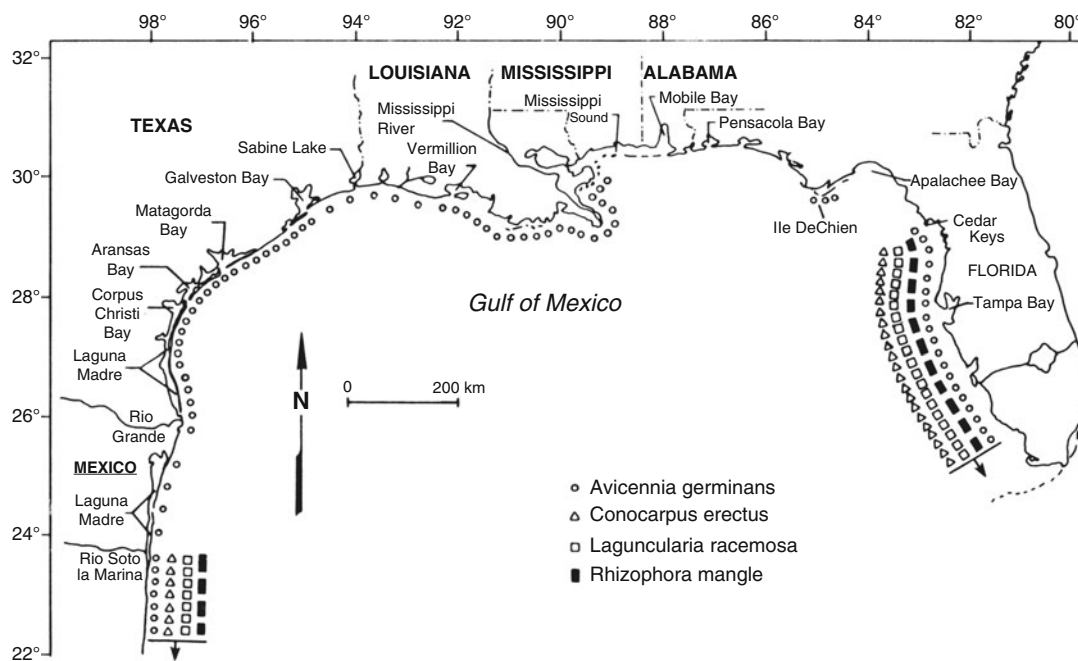 98°
96°
94°
92°
90°
88°
86°
84°
82°
80°
32°
30°
28°
26°
24°
22°
TEXAS
LOUISIANA
MISSISSIPPI
ALABAMA
Mississippi
River
Mississippi
Sound
Mobile Bay
Pensacola Bay
Sabine Lake
Vermillion
Bay
Galveston Bay
Matagorda
Bay
Aransas
Bay
Corpus
Christi
Bay
Laguna
Madre
Rio
Grande
MEXICO
Laguna
Madre
Rio Soto
la Marina
Apalachee Bay
Ile DeChien
Cedar
Keys
FLORIDA
Tampa Bay
Gulf of Mexico
N
0
200 km
Avicennia germinans
Conocarpus erectus
Laguncularia racemosa
Rhizophora mangle